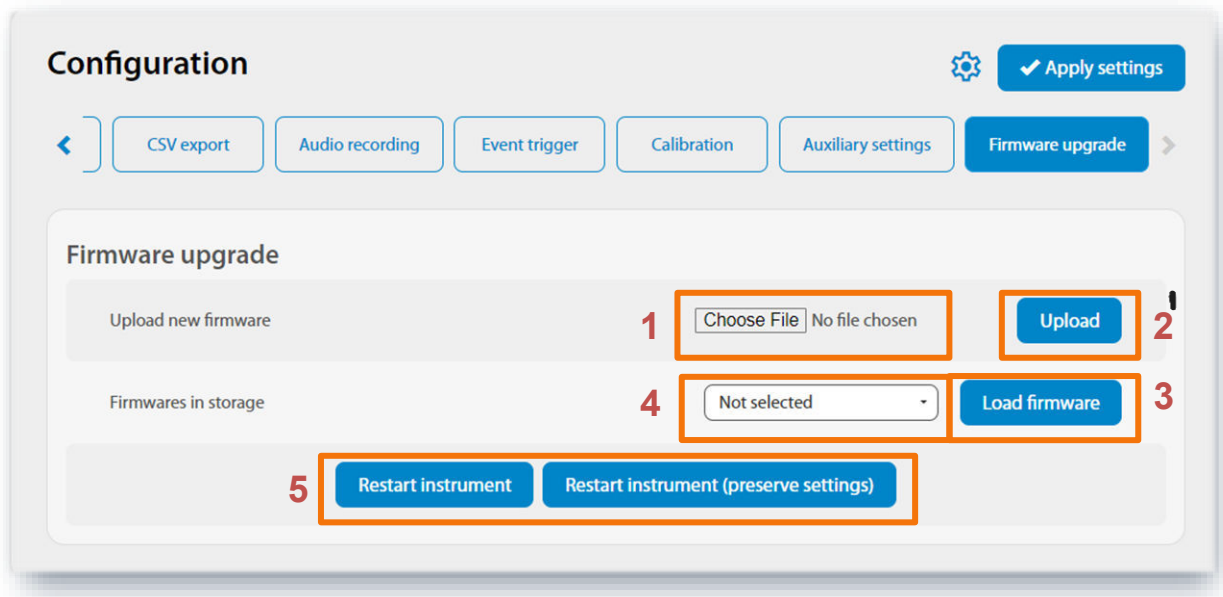 Configuration
Apply settings
CSV export
Audio recording
Event trigger
Calibration
Auxiliary settings
Firmware upgrade
Firmware upgrade
Upload new firmware
1
Choose File No file chosen
Upload
2
Firmwares in storage
4
Not selected
Load firmware
3
5
Restart instrument
Restart instrument (preserve settings)